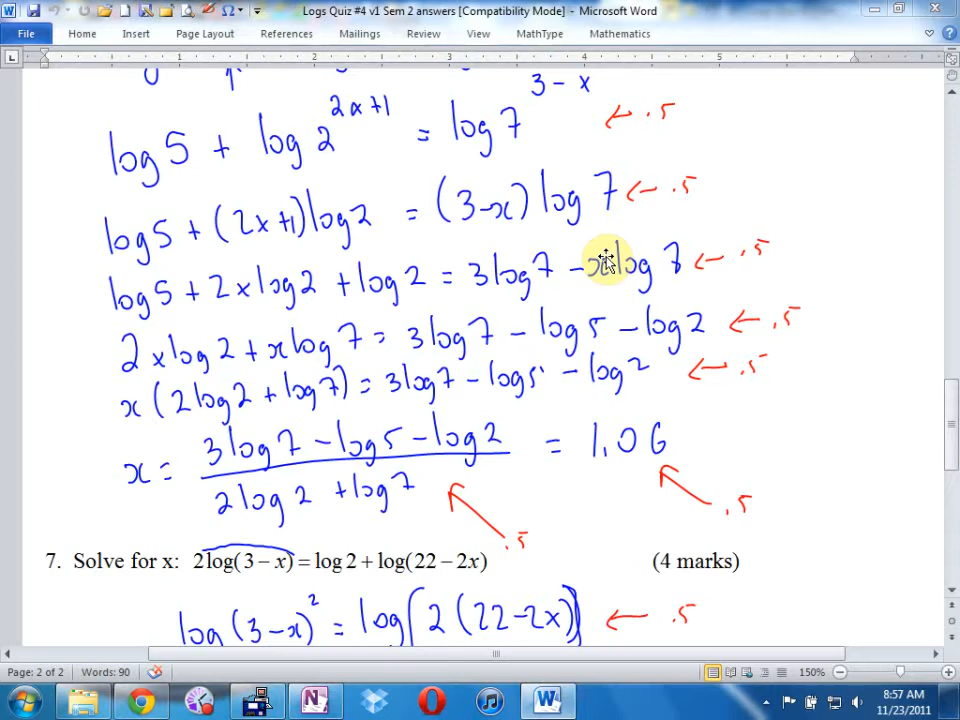 Logs Quiz #4 v1 Sem 2 answers [Compatibility Mode] - Microsoft Word
File Home Insert Page Layout References Mailings Review View MathType Mathematics
1 2 3 4 5
3 - x
log 5 + log 2^(2x+1) = log 7 ← .5
log 5 + (2x+1) log 2 = (3-x) log 7 ← .5
log 5 + 2x log 2 + log 2 = 3 log 7 - x log 7 ← .5
2x log 2 + x log 7 = 3 log 7 - log 5 - log 2 ← .5
x (2 log 2 + log 7) = 3 log 7 - log 5 - log 2 ← .5
x = (3 log 7 - log 5 - log 2) / (2 log 2 + log 7) = 1.06
.5 .5
7. Solve for x: 2log(3 − x) = log 2 + log(22 − 2x) (4 marks)
log (3-x)^2 = log (2 (22-2x)) ← .5
Page: 2 of 2 Words: 90 150%
8:57 AM
11/23/2011